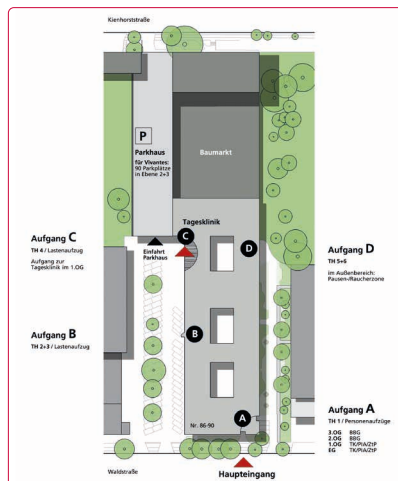 Kienhorststraße
P
Parkhaus
für Vivantes:
90 Parkplätze
in Ebene 2+3
Baumarkt
Tagesklinik
C
Einfahrt
Parkhaus
D
Aufgang C
TH 4 / Lastenaufzug
Aufgang zur
Tagesklinik im 1.OG
Aufgang D
TH 5+6
im Außenbereich:
Pausen-/Raucherzone
Aufgang B
TH 2+3 / Lastenaufzug
B
A
Nr. 86-90
Aufgang A
TH 1 / Personenaufzüge
3.OG BBG
2.OG BBG
1.OG TK/PIA/ZtP
EG TK/PIA/ZtP
Waldstraße
Haupteingang